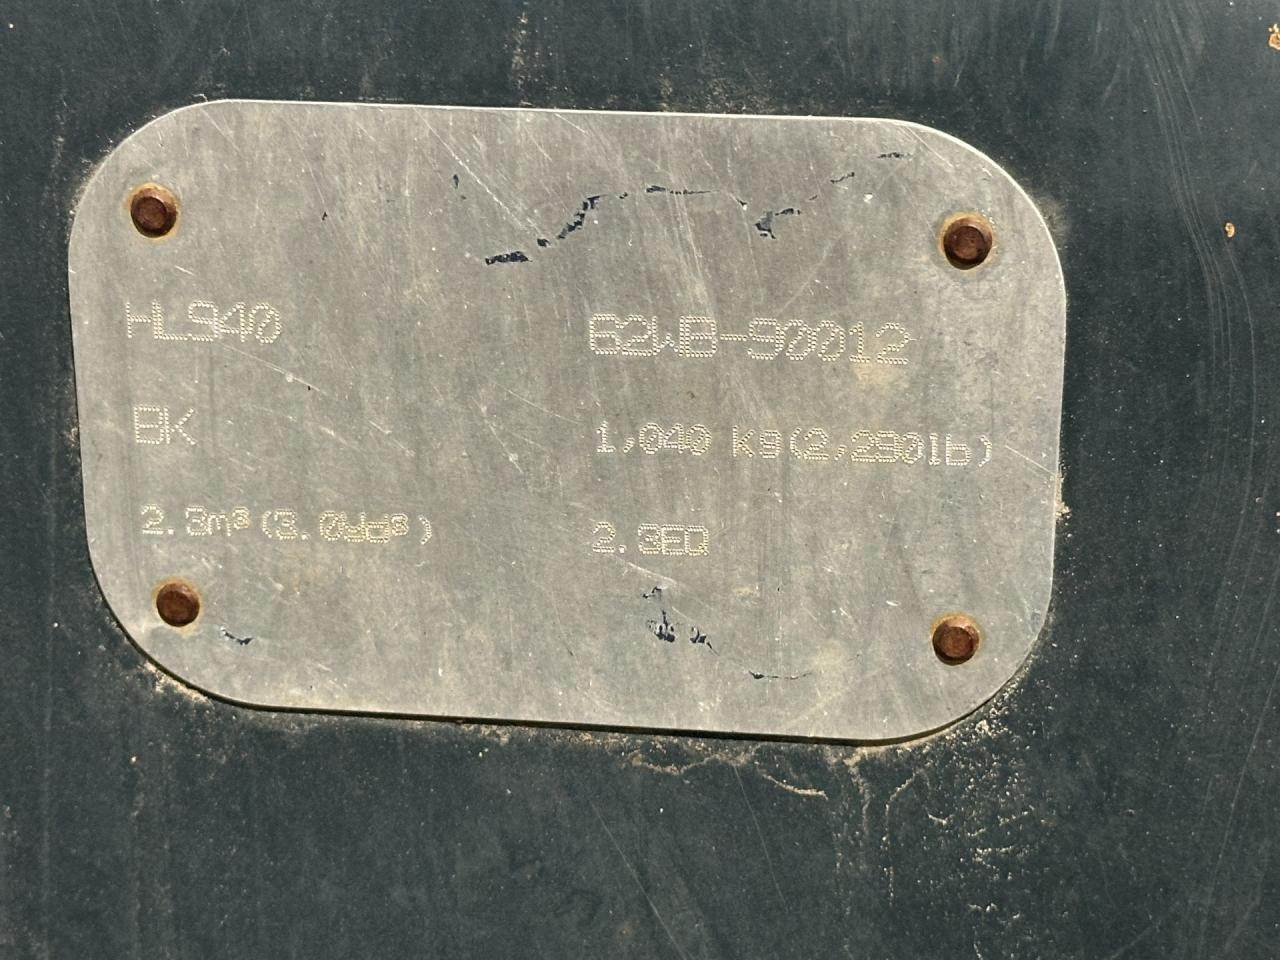 HL940 62WB-90012
BK 1,040 kg(2,290lb)
2.3m³(3.0yd³) 2.3EQ